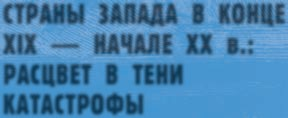 СТРАНЫ ЗАПАДА В КОНЦЕ
XIX — НАЧАЛЕ XX в.:
РАСЦВЕТ В ТЕНИ
КАТАСТРОФЫ